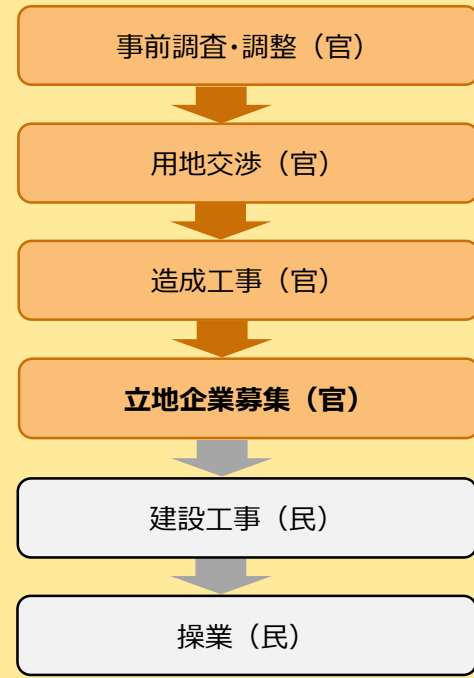 事前調査･調整（官）
用地交渉（官）
造成工事（官）
立地企業募集（官）
建設工事（民）
操業（民）